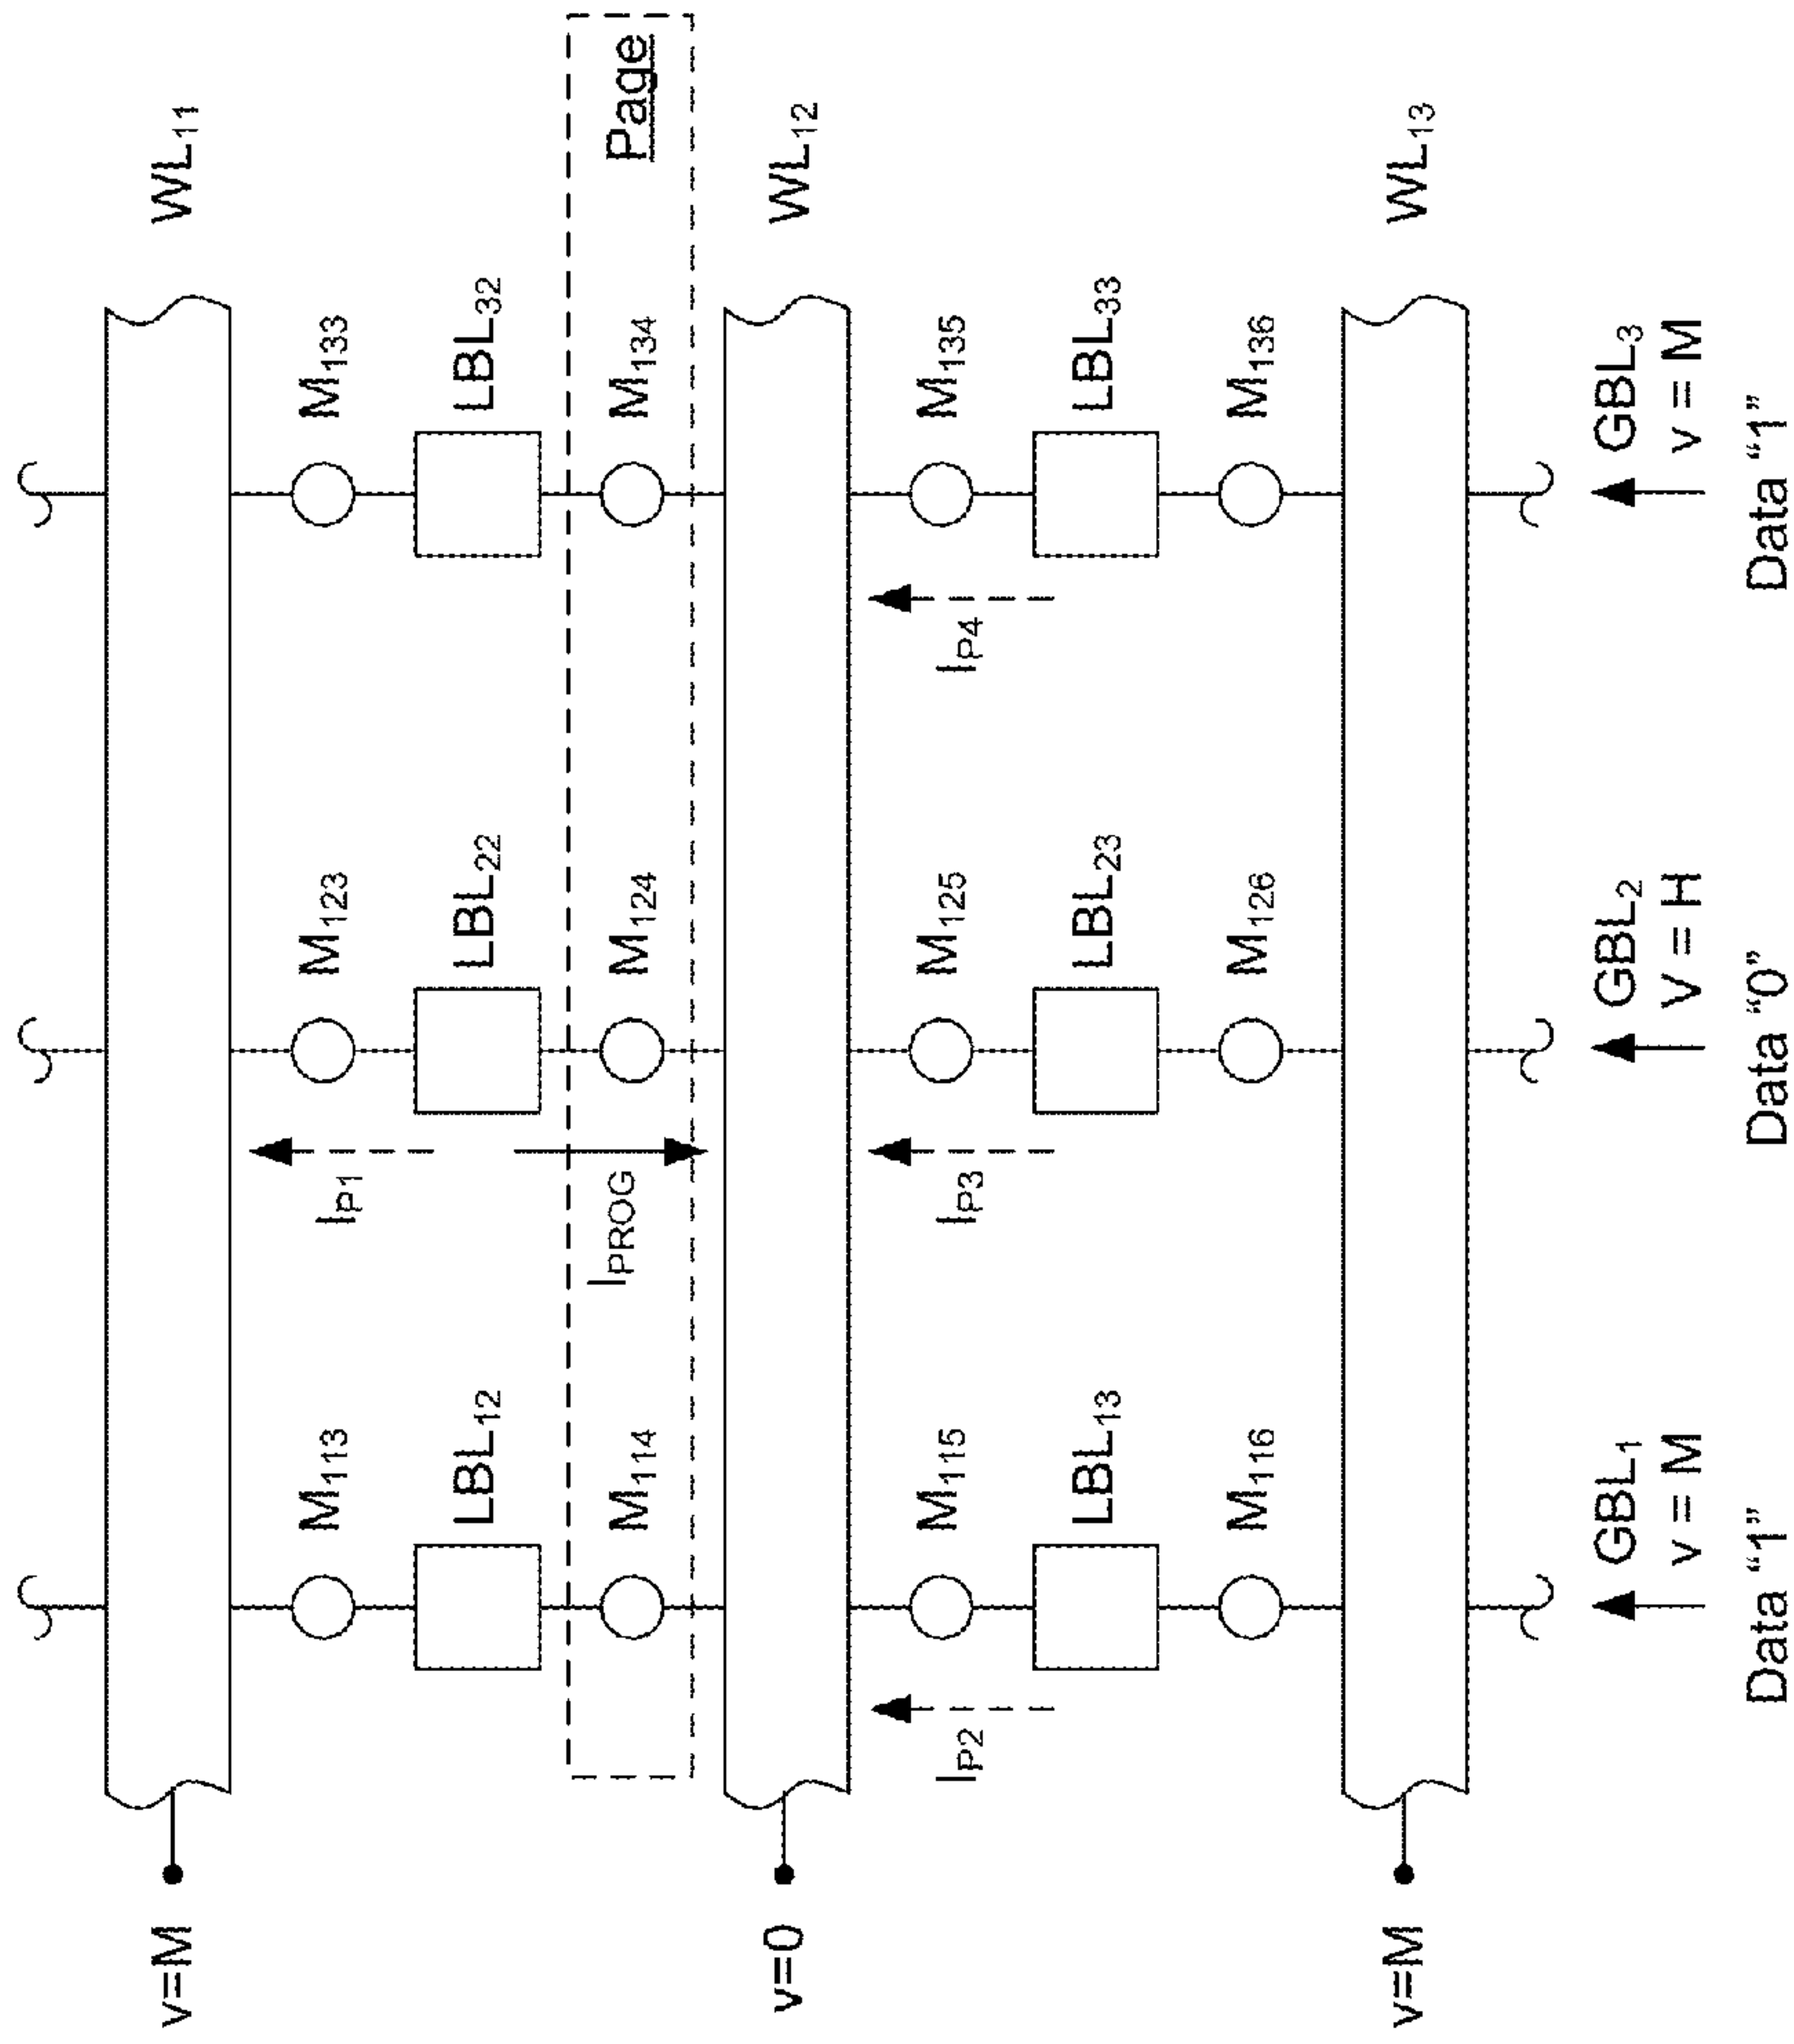 WL11
M113
M123
M133
LBL12
LBL22
LBL32
IP1
M114
M124
M134
Page
IPROG
v=M
WL12
v=0
IP2
M115
IP3
M125
IP4
M135
LBL13
LBL23
LBL33
M116
M126
M136
WL13
v=M
GBL1
v = M
Data “1”
GBL2
V = H
Data “0”
GBL3
v = M
Data “1”